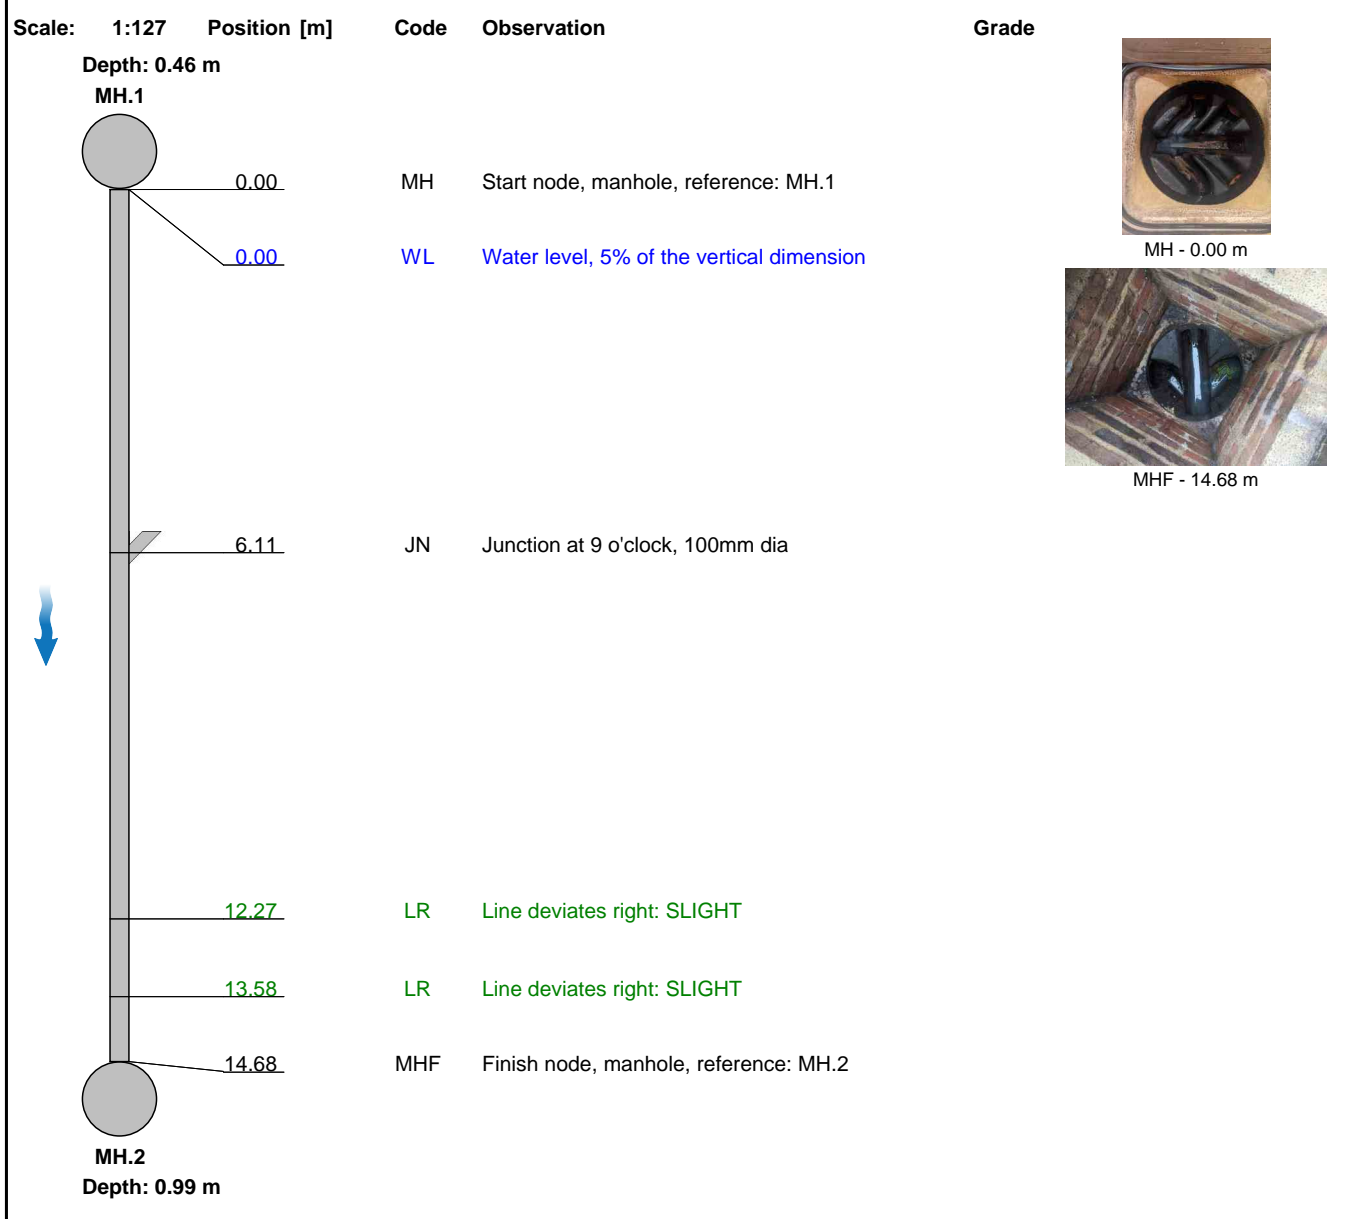 Scale: 1:127 Position [m] Code Observation Grade
Depth: 0.46 m
MH.1
0.00 MH Start node, manhole, reference: MH.1
MH - 0.00 m
0.00 WL Water level, 5% of the vertical dimension
MHF - 14.68 m
6.11 JN Junction at 9 o'clock, 100mm dia
12.27 LR Line deviates right: SLIGHT
13.58 LR Line deviates right: SLIGHT
14.68 MHF Finish node, manhole, reference: MH.2
MH.2
Depth: 0.99 m